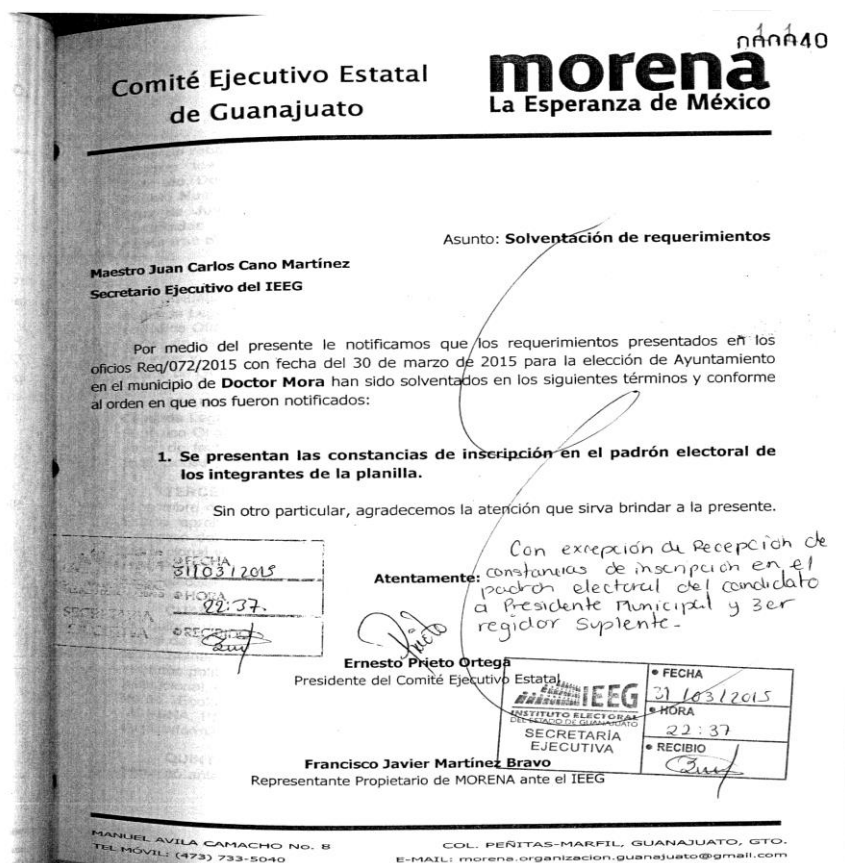 40
Comité Ejecutivo Estatal
de Guanajuato
morena
La Esperanza de México
Asunto: Solventación de requerimientos
Maestro Juan Carlos Cano Martínez
Secretario Ejecutivo del IEEG
Por medio del presente le notificamos que los requerimientos presentados en los
oficios Req/072/2015 con fecha del 30 de marzo de 2015 para la elección de Ayuntamiento
en el municipio de Doctor Mora han sido solventados en los siguientes términos y conforme
al orden en que nos fueron notificados:
1. Se presentan las constancias de inscripción en el padrón electoral de
los integrantes de la planilla.
Sin otro particular, agradecemos la atención que sirva brindar a la presente.
Con excepción de Recepción de
constancias de inscripción en el
padrón electoral del candidato
a Presidente Municipal y 3er
regidor Suplente.
FECHA
31/03/2015
HORA
22:37.
RECIBIO
Atentamente:
Prieto
Ernesto Prieto Ortega
Presidente del Comité Ejecutivo Estatal
IEEG
INSTITUTO ELECTORAL
DEL ESTADO DE GUANAJUATO
SECRETARÍA
EJECUTIVA
• FECHA
31/03/2015
• HORA
22:37
• RECIBIO
Francisco Javier Martínez Bravo
Representante Propietario de MORENA ante el IEEG
MANUEL AVILA CAMACHO No. 8
TEL MÓVIL: (473) 733-5040
COL. PEÑITAS-MARFIL, GUANAJUATO, GTO.
E-MAIL: morena.organizacion.guanajuato@gmail.com